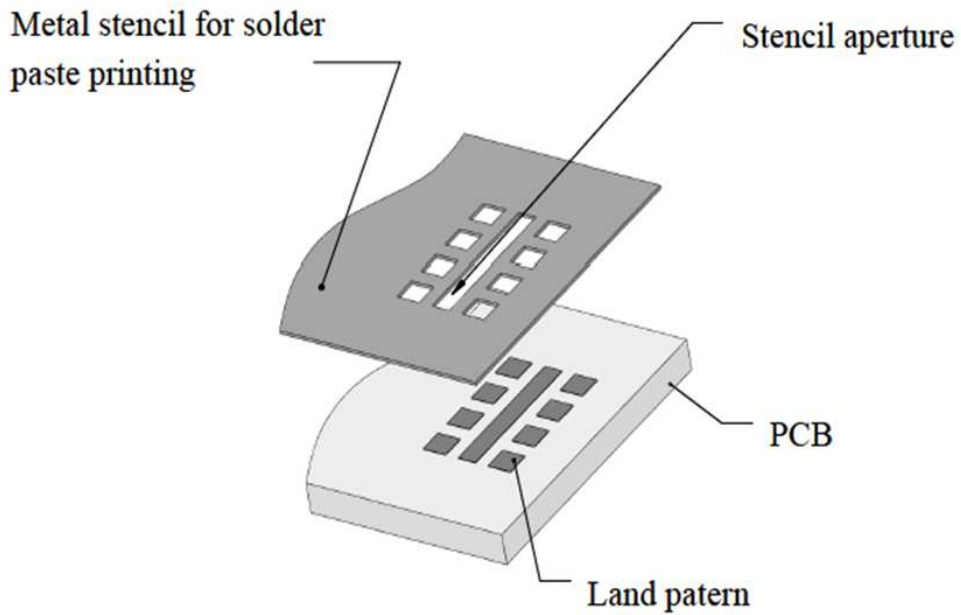 Metal stencil for solder
paste printing
Stencil aperture
PCB
Land patern